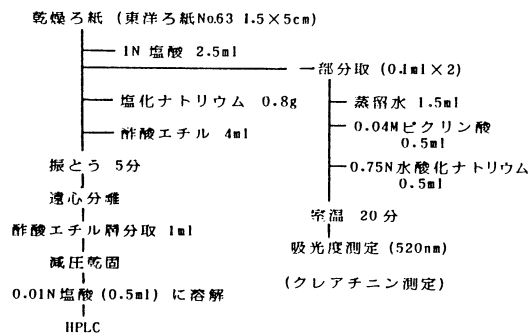 乾燥ろ紙 (東洋ろ紙No.63 1.5×5cm)
1N 塩酸 2.5ml
部分取 (0.1ml×2)
塩化ナトリウム 0.8g
酢酸エチル 4ml
振とう 5分
遠心分離
酢酸エチル層分取 1ml
減圧乾固
0.01N塩酸 (0.5ml) に溶解
HPLC
蒸留水 1.5ml
0.04Mピクリン酸
0.5ml
0.75N水酸化ナトリウム
0.5ml
室温 20分
吸光度測定 (520nm)
(クレアチニン測定)